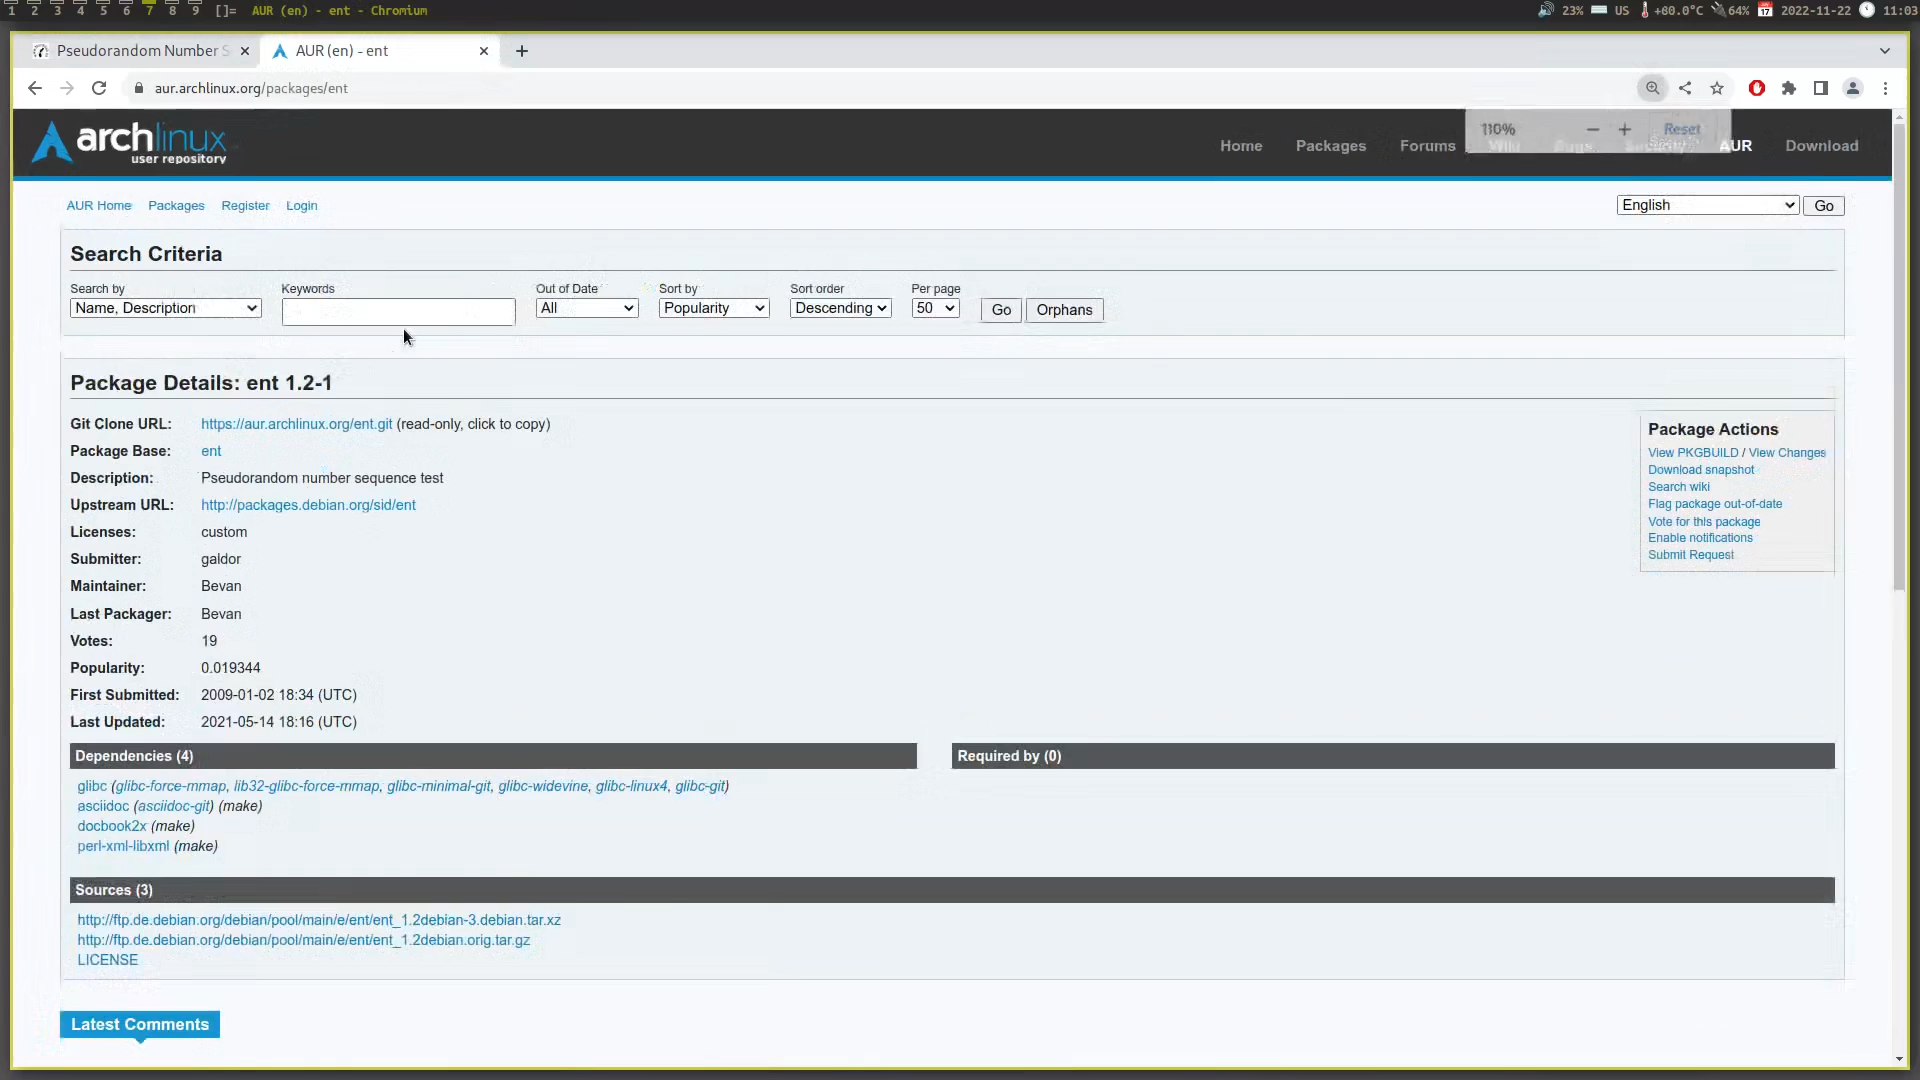 1 2 3 4 5 6 7 8 9 []= AUR (en) - ent - Chromium 23% US +80.0°C 64% 2022-11-22 11:03
Pseudorandom Number S AUR (en) - ent
aur.archlinux.org/packages/ent
110% Reset
archlinux
user repository
Home Packages Forums AUR Download
AUR Home Packages Register Login English Go
Search Criteria
Search by Keywords Out of Date Sort by Sort order Per page
Name, Description All Popularity Descending 50 Go Orphans
Package Details: ent 1.2-1
Git Clone URL: https://aur.archlinux.org/ent.git (read-only, click to copy)
Package Base: ent
Description: Pseudorandom number sequence test
Upstream URL: http://packages.debian.org/sid/ent
Licenses: custom
Submitter: galdor
Maintainer: Bevan
Last Packager: Bevan
Votes: 19
Popularity: 0.019344
First Submitted: 2009-01-02 18:34 (UTC)
Last Updated: 2021-05-14 18:16 (UTC)
Package Actions
View PKGBUILD / View Changes
Download snapshot
Search wiki
Flag package out-of-date
Vote for this package
Enable notifications
Submit Request
Dependencies (4)
glibc (glibc-force-mmap, lib32-glibc-force-mmap, glibc-minimal-git, glibc-widevine, glibc-linux4, glibc-git)
asciidoc (asciidoc-git) (make)
docbook2x (make)
perl-xml-libxml (make)
Required by (0)
Sources (3)
http://ftp.de.debian.org/debian/pool/main/e/ent/ent_1.2debian-3.debian.tar.xz
http://ftp.de.debian.org/debian/pool/main/e/ent/ent_1.2debian.orig.tar.gz
LICENSE
Latest Comments